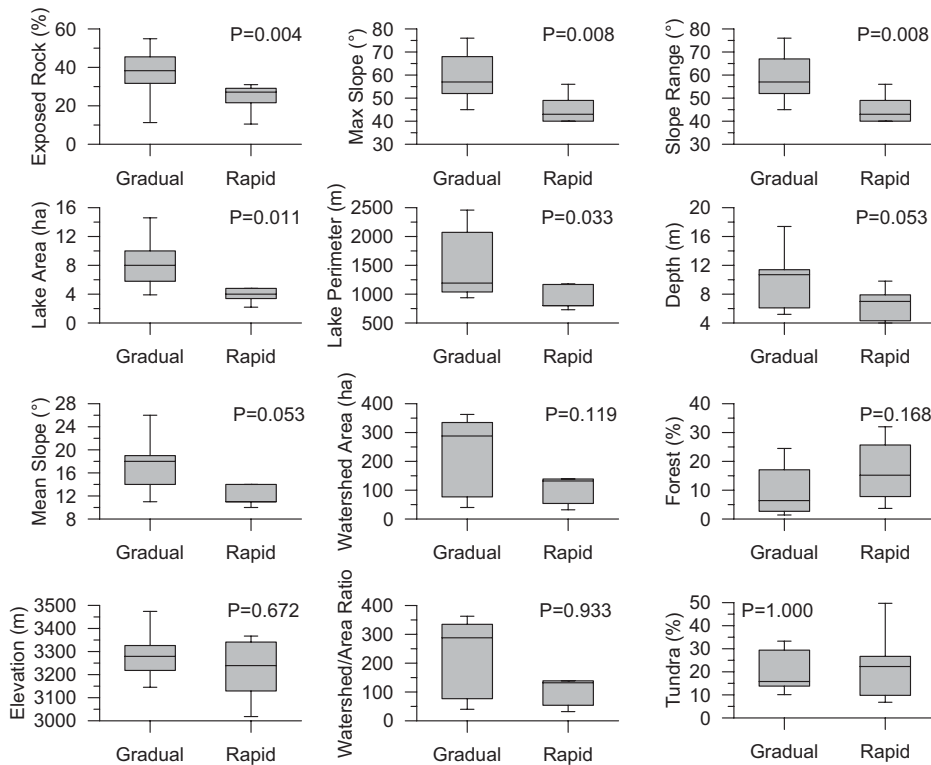 Exposed Rock (%)
60
40
20
0
P=0.004
Gradual Rapid
Max Slope (°)
80
70
60
50
40
30
P=0.008
Gradual Rapid
Slope Range (°)
80
70
60
50
40
30
P=0.008
Gradual Rapid
Lake Area (ha)
16
12
8
4
0
P=0.011
Gradual Rapid
Lake Perimeter (m)
2500
2000
1500
1000
500
P=0.033
Gradual Rapid
Depth (m)
20
16
12
8
4
P=0.053
Gradual Rapid
Mean Slope (°)
28
24
20
16
12
8
P=0.053
Gradual Rapid
Watershed Area (ha)
400
300
200
100
0
P=0.119
Gradual Rapid
Forest (%)
40
30
20
10
0
P=0.168
Gradual Rapid
Elevation (m)
3500
3400
3300
3200
3100
3000
P=0.672
Gradual Rapid
Watershed/Area Ratio
400
300
200
100
0
P=0.933
Gradual Rapid
Tundra (%)
50
40
30
20
10
0
P=1.000
Gradual Rapid